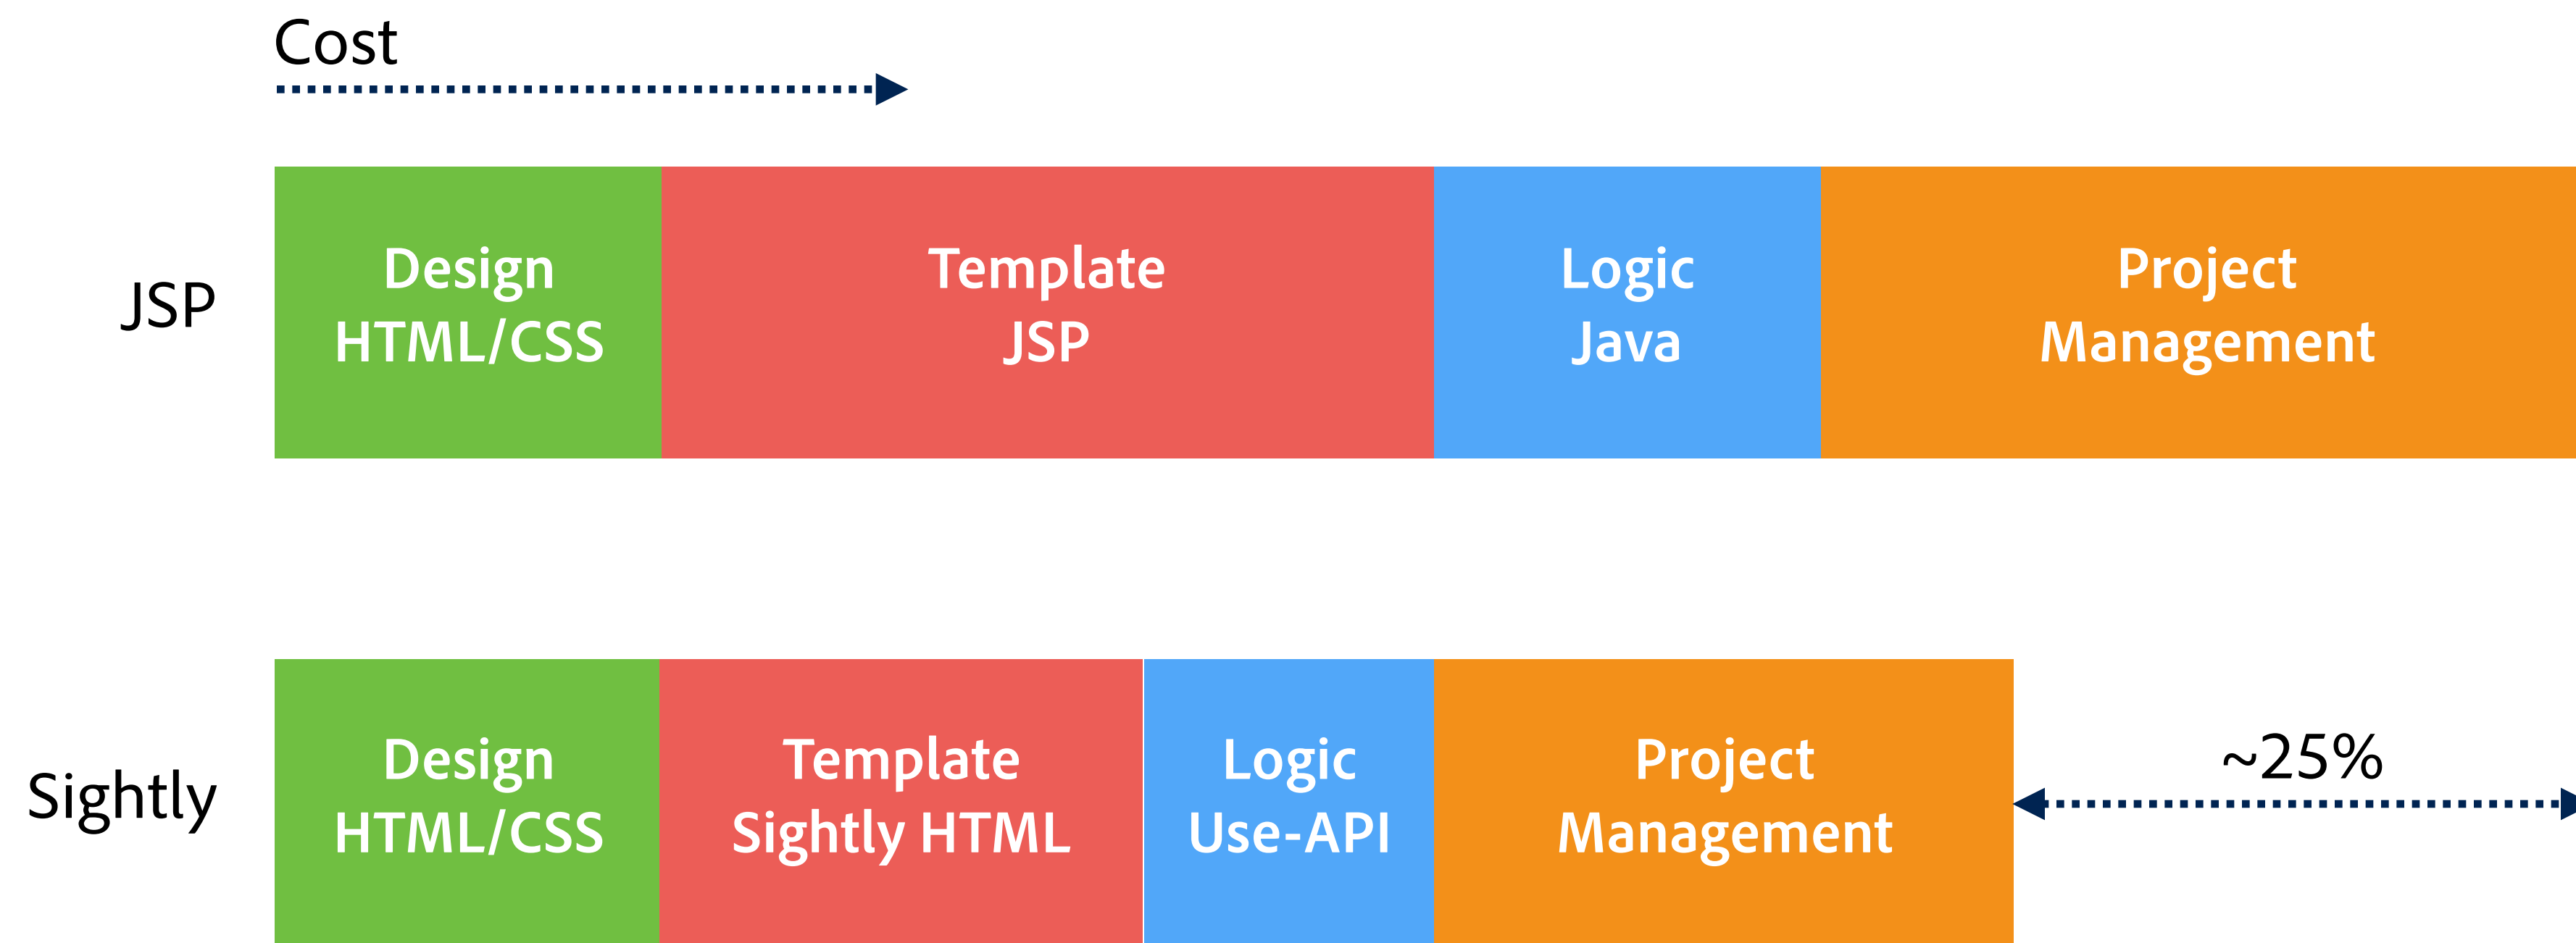 Cost
JSP
Design
HTML/CSS
Template
JSP
Logic
Java
Project
Management
Sightly
Design
HTML/CSS
Template
Sightly HTML
Logic
Use-API
Project
Management
~25%